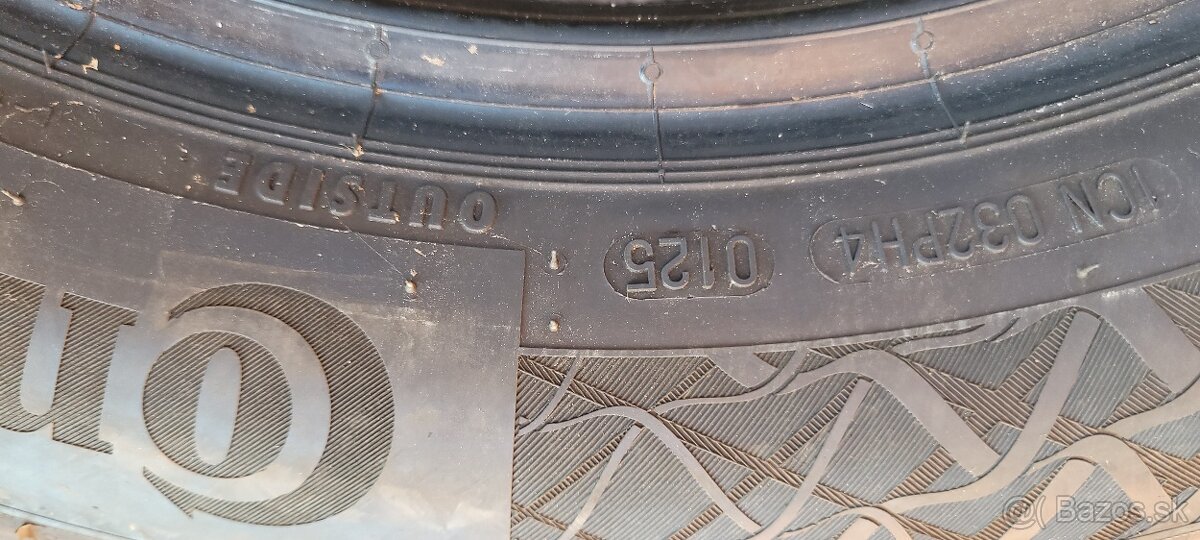 1CN 032PH4
0125
OUTSIDE
Con
Bazos.sk